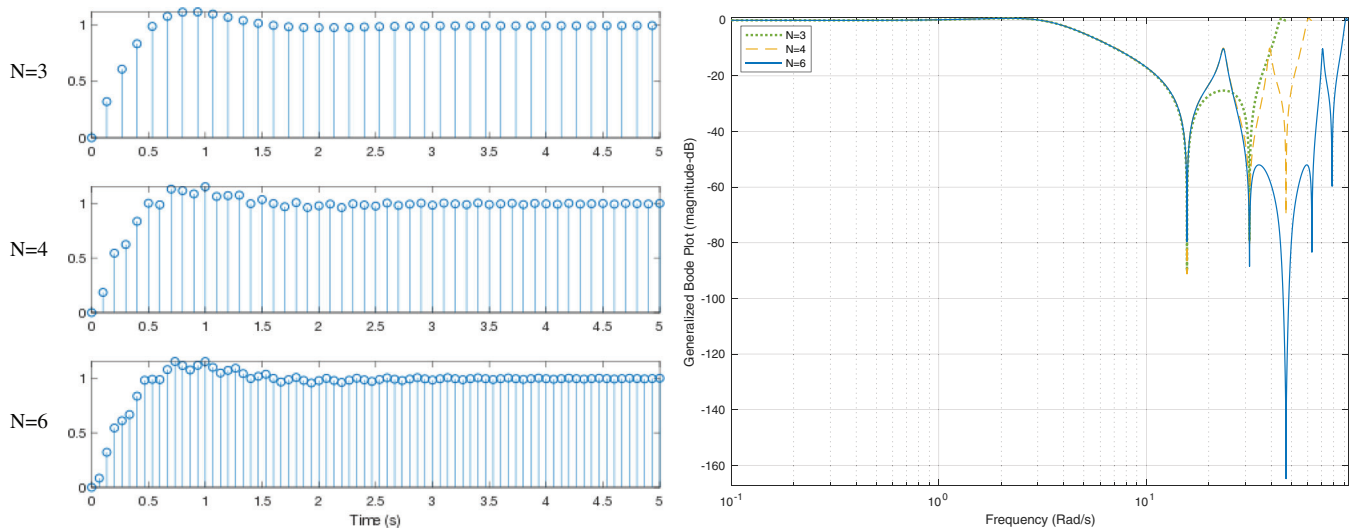 N=3
1
0.5
0
0 0.5 1 1.5 2 2.5 3 3.5 4 4.5 5
N=4
1
0.5
0
0 0.5 1 1.5 2 2.5 3 3.5 4 4.5 5
N=6
1
0.5
0
0 0.5 1 1.5 2 2.5 3 3.5 4 4.5 5
Time (s)
Generalized Bode Plot (magnitude-dB)
0
-20
-40
-60
-80
-100
-120
-140
-160
N=3
N=4
N=6
10^-1 10^0 10^1
Frequency (Rad/s)